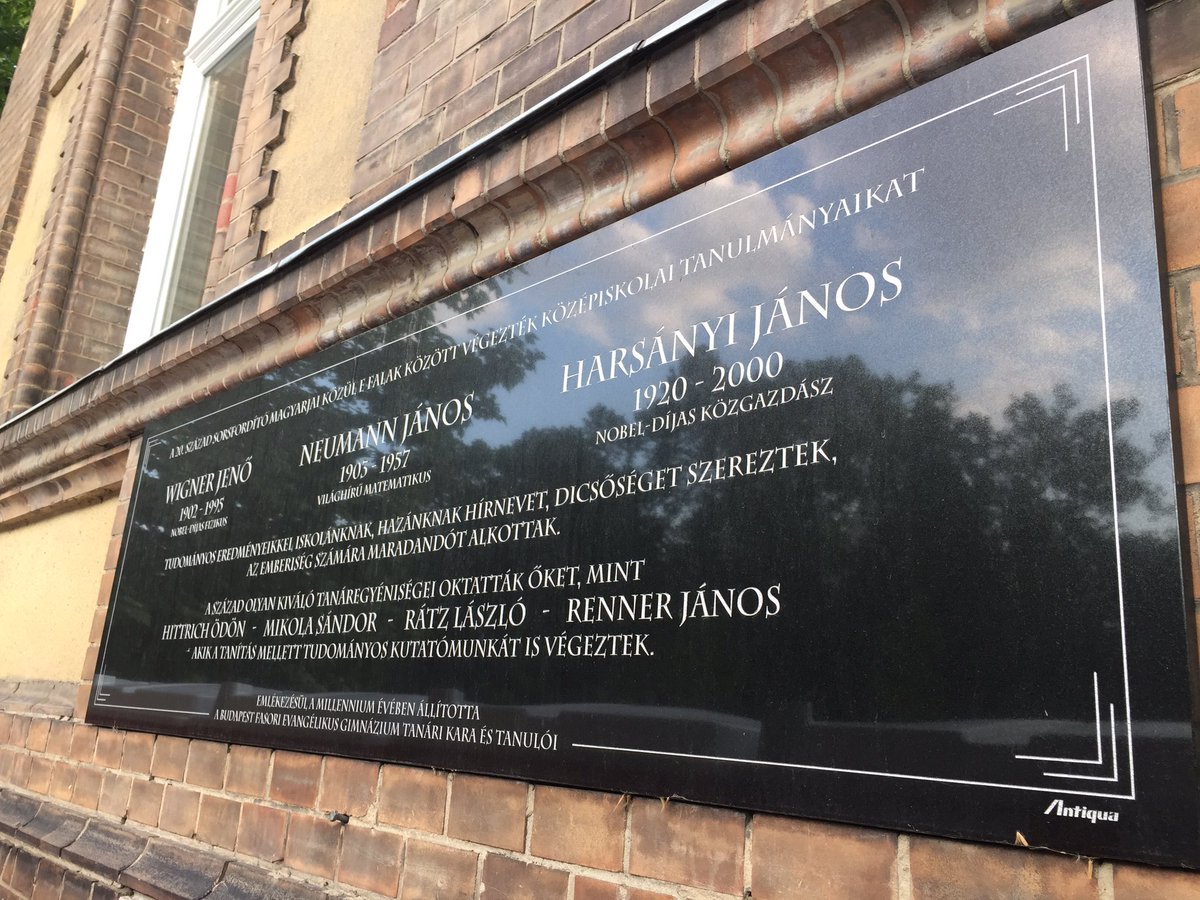 A 20. SZÁZAD SORSFORDÍTÓ MAGYARJAI KÖZÜL E FALAK KÖZÖTT VÉGEZTÉK KÖZÉPISKOLAI TANULMÁNYAIKAT
WIGNER JENŐ
1902 - 1995
NOBEL-DÍJAS FIZIKUS
NEUMANN JÁNOS
1905 - 1957
VILÁGHÍRŰ MATEMATIKUS
HARSÁNYI JÁNOS
1920 - 2000
NOBEL-DÍJAS KÖZGAZDÁSZ
TUDOMÁNYOS EREDMÉNYEIKKEL ISKOLÁNKNAK, HAZÁNKNAK HÍRNEVET, DICSŐSÉGET SZEREZTEK,
AZ EMBERISÉG SZÁMÁRA MARADANDÓT ALKOTTAK.
A SZÁZAD OLYAN KIVÁLÓ TANÁREGYÉNISÉGEI OKTATTÁK ŐKET, MINT
HITTRICH ÖDÖN - MIKOLA SÁNDOR - RÁTZ LÁSZLÓ - RENNER JÁNOS
AKIK A TANÍTÁS MELLETT TUDOMÁNYOS KUTATÓMUNKÁT IS VÉGEZTEK.
EMLÉKEZÉSÜL A MILLENNIUM ÉVÉBEN ÁLLÍTOTTA
A BUDAPEST FASORI EVANGÉLIKUS GIMNÁZIUM TANÁRI KARA ÉS TANULÓI
Antiqua